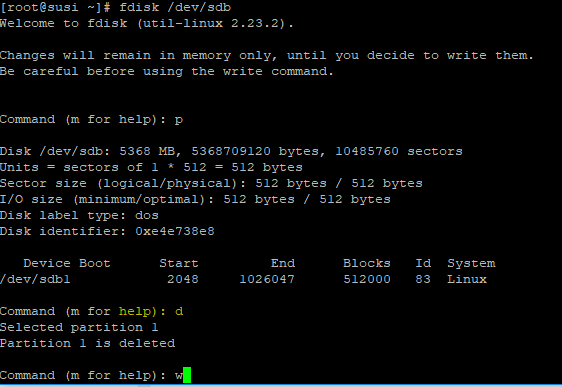 [root@susi ~]# fdisk /dev/sdb
Welcome to fdisk (util-linux 2.23.2).
Changes will remain in memory only, until you decide to write them.
Be careful before using the write command.
Command (m for help): p
Disk /dev/sdb: 5368 MB, 5368709120 bytes, 10485760 sectors
Units = sectors of 1 * 512 = 512 bytes
Sector size (logical/physical): 512 bytes / 512 bytes
I/O size (minimum/optimal): 512 bytes / 512 bytes
Disk label type: dos
Disk identifier: 0xe4e738e8
Device Boot Start End Blocks Id System
/dev/sdb1 2048 1026047 512000 83 Linux
Command (m for help): d
Selected partition 1
Partition 1 is deleted
Command (m for help): w